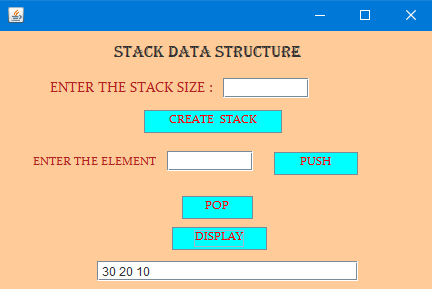 STACK DATA STRUCTURE
ENTER THE STACK SIZE :
CREATE STACK
ENTER THE ELEMENT PUSH
POP
DISPLAY
30 20 10